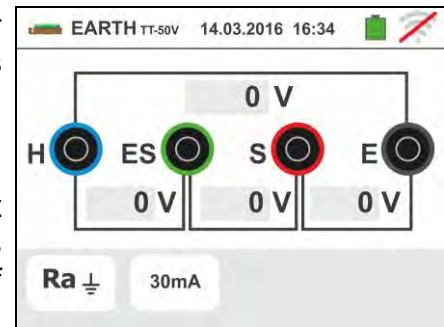 EARTH TT-50V 14.03.2016 16:34
0 V
H ES S E
0 V 0 V 0 V
Ra 30mA